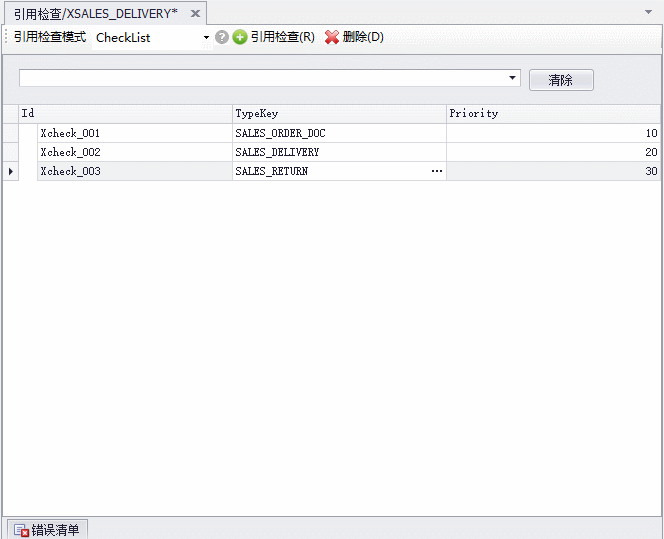 引用检查/XSALES_DELIVERY*
引用检查模式 CheckList 引用检查(R) 删除(D)
清除
Id TypeKey Priority
Xcheck_001 SALES_ORDER_DOC 10
Xcheck_002 SALES_DELIVERY 20
Xcheck_003 SALES_RETURN ... 30
错误清单